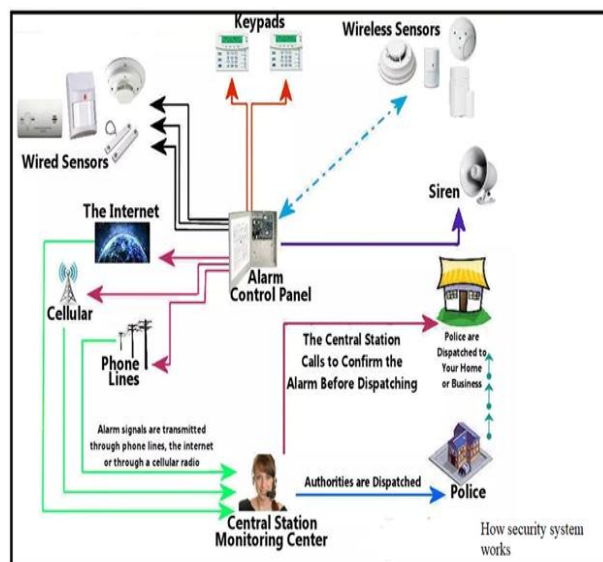 Keypads
Wireless Sensors
Wired Sensors
Siren
The Internet
Alarm
Control Panel
Cellular
Phone
Lines
The Central Station
Calls to Confirm the
Alarm Before Dispatching
Police are
Dispatched to
Your Home
or Business
Alarm signals are transmitted
through phone lines, the internet
or through a cellular radio
Authorities are Dispatched
Police
Central Station
Monitoring Center
How security system
works